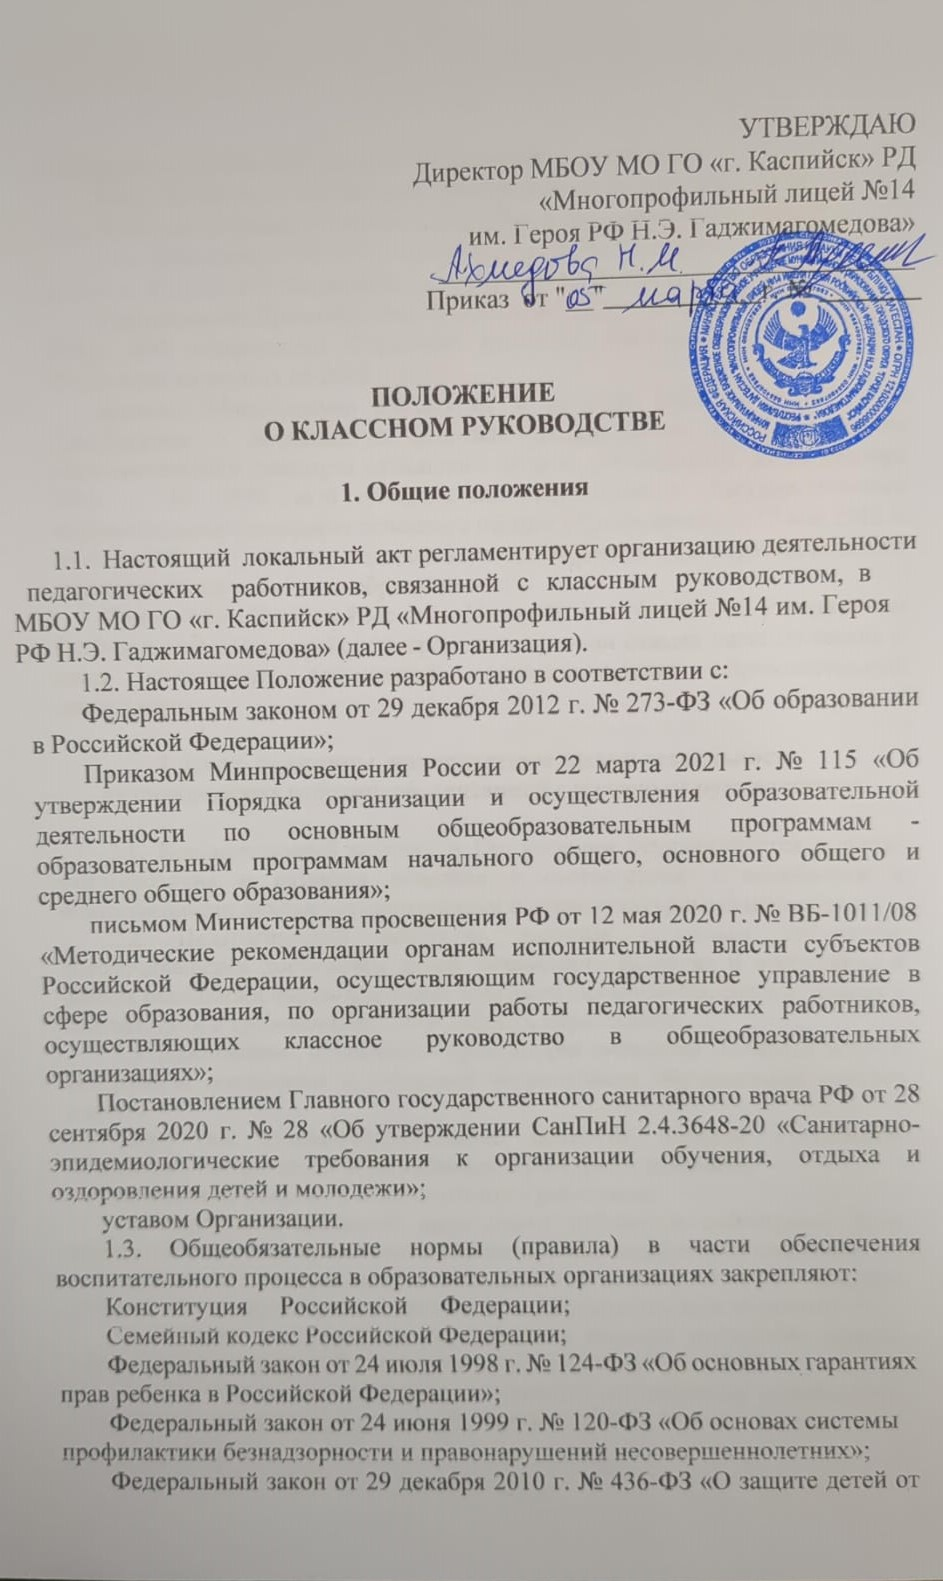 УТВЕРЖДАЮ
Директор МБОУ МО ГО «г. Каспийск» РД
«Многопрофильный лицей №14
им. Героя РФ Н.Э. Гаджимагомедова»
Ахмедова Н.М.
Приказ от "05" марта г. №
ПОЛОЖЕНИЕ
О КЛАССНОМ РУКОВОДСТВЕ
1. Общие положения
1.1. Настоящий локальный акт регламентирует организацию деятельности
педагогических работников, связанной с классным руководством, в
МБОУ МО ГО «г. Каспийск» РД «Многопрофильный лицей №14 им. Героя
РФ Н.Э. Гаджимагомедова» (далее - Организация).
1.2. Настоящее Положение разработано в соответствии с:
Федеральным законом от 29 декабря 2012 г. № 273-ФЗ «Об образовании
в Российской Федерации»;
Приказом Минпросвещения России от 22 марта 2021 г. № 115 «Об
утверждении Порядка организации и осуществления образовательной
деятельности по основным общеобразовательным программам -
образовательным программам начального общего, основного общего и
среднего общего образования»;
письмом Министерства просвещения РФ от 12 мая 2020 г. № ВБ-1011/08
«Методические рекомендации органам исполнительной власти субъектов
Российской Федерации, осуществляющим государственное управление в
сфере образования, по организации работы педагогических работников,
осуществляющих классное руководство в общеобразовательных
организациях»;
Постановлением Главного государственного санитарного врача РФ от 28
сентября 2020 г. № 28 «Об утверждении СанПиН 2.4.3648-20 «Санитарно-
эпидемиологические требования к организации обучения, отдыха и
оздоровления детей и молодежи»;
уставом Организации.
1.3. Общеобязательные нормы (правила) в части обеспечения
воспитательного процесса в образовательных организациях закрепляют:
Конституция Российской Федерации;
Семейный кодекс Российской Федерации;
Федеральный закон от 24 июля 1998 г. № 124-ФЗ «Об основных гарантиях
прав ребенка в Российской Федерации»;
Федеральный закон от 24 июня 1999 г. № 120-ФЗ «Об основах системы
профилактики безнадзорности и правонарушений несовершеннолетних»;
Федеральный закон от 29 декабря 2010 г. № 436-ФЗ «О защите детей от